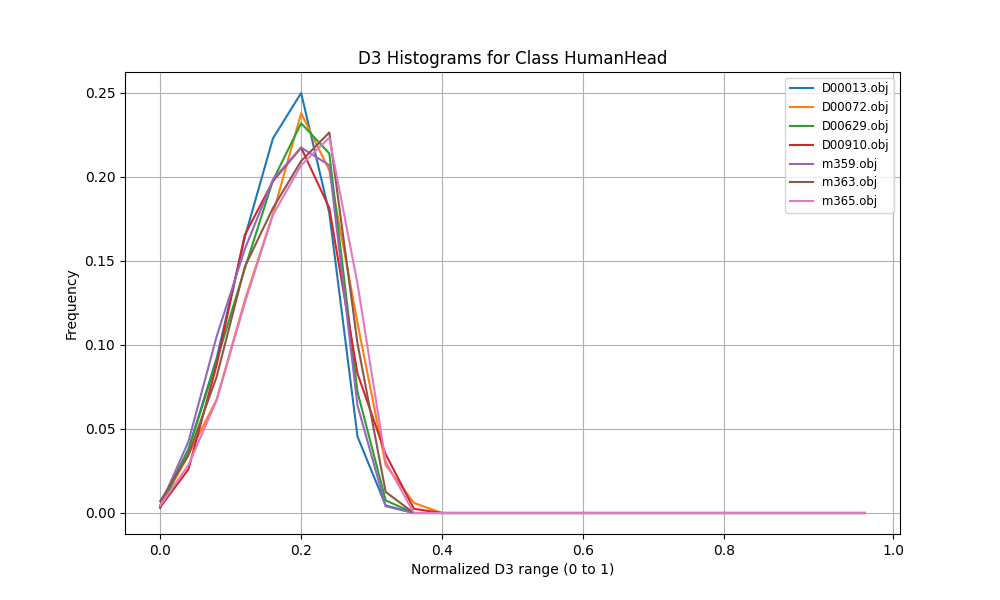 D3 Histograms for Class HumanHead
0.25
0.20
0.15
0.10
0.05
0.00
Frequency
0.0
0.2
0.4
0.6
0.8
1.0
Normalized D3 range (0 to 1)
D00013.obj
D00072.obj
D00629.obj
D00910.obj
m359.obj
m363.obj
m365.obj